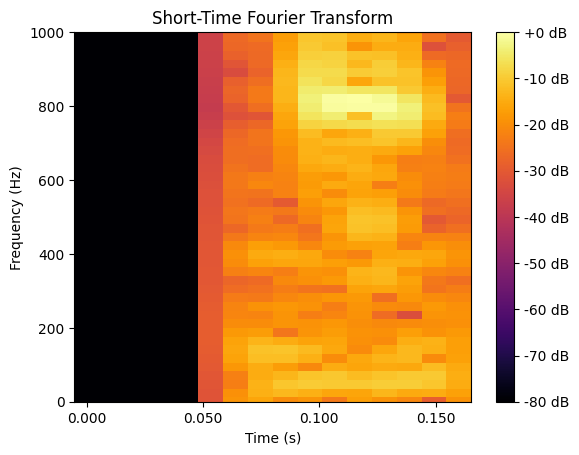 Short-Time Fourier Transform
1000
800
600
400
200
0
Frequency (Hz)
0.000
0.050
0.100
0.150
Time (s)
+0 dB
-10 dB
-20 dB
-30 dB
-40 dB
-50 dB
-60 dB
-70 dB
-80 dB